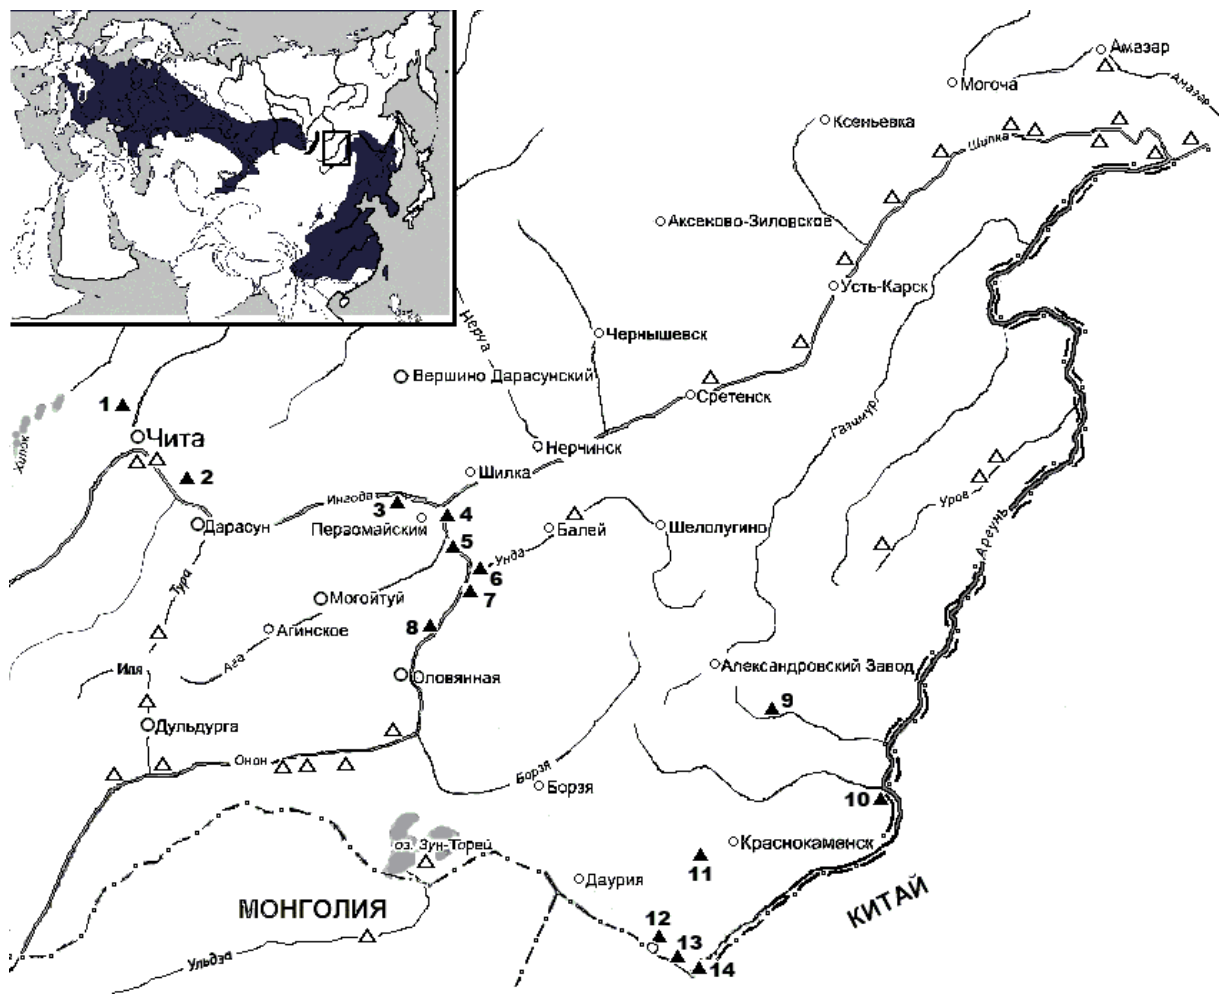 Амазар
Могоча
Амазар
Ксеньевка
Шилка
Аксеково-Зиловское
Усть-Карск
Нерча
Чернышевск
Вершино Дарасунский
Сретенск
1
Газимур
Чита
Хилок
Нерчинск
2
Шилка
Ингода
3
4
Уров
Дарасун
Первомайский
Балей
Шелопугино
Аргунь
5
Унда
6
Тура
Могойтуй
7
8
Агинское
Ага
Иля
Оловянная
Александровский Завод
9
Дульдурга
Онон
Борзя
Борзя
10
оз. Зун-Торей
Краснокаменск
11
Даурия
МОНГОЛИЯ
КИТАЙ
12
13
14
Ульдза